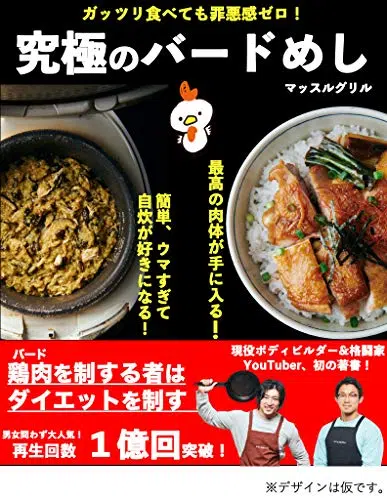 ガッツリ食べても罪悪感ゼロ！
究極のバードめし
マッスルグリル
最高の肉体が手に入る！
簡単、ウマすぎて
自炊が好きになる！
バード
鶏肉を制する者は
ダイエットを制す
男女問わず大人気！
再生回数 1億回突破！
現役ボディビルダー&格闘家
YouTuber、初の著書！
※デザインは仮です。